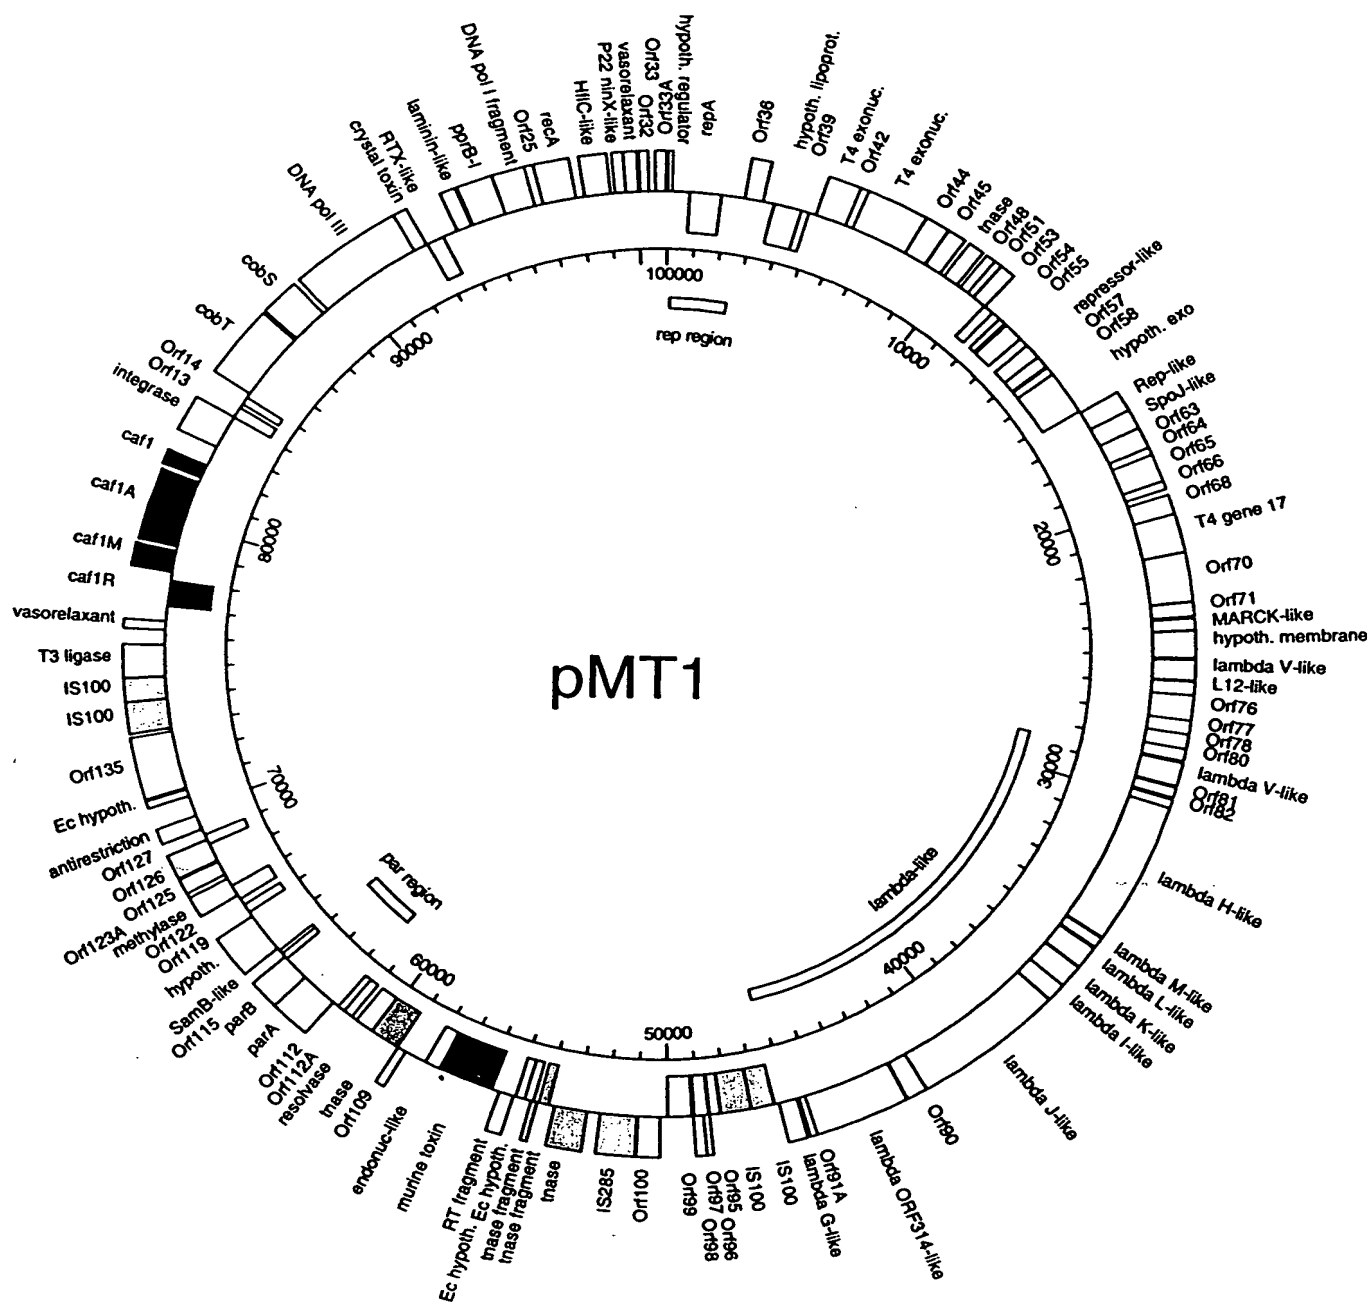 hypoth. regulator
repA
Orf36
hypoth. lipoprot.
Orf39
T4 exonuc.
Orf42
T4 exonuc.
Orf44
Orf45
tnase
Orf48
Orf51
Orf53
Orf54
Orf55
repressor-like
Orf57
Orf58
hypoth. exo
Rep-like
SpoJ-like
Orf63
Orf64
Orf65
Orf66
Orf68
T4 gene 17
Orf70
Orf71
MARCK-like
hypoth. membrane
lambda V-like
L12-like
Orf76
Orf77
Orf78
Orf80
lambda V-like
Orf81
Orf82
lambda H-like
lambda M-like
lambda L-like
lambda K-like
lambda I-like
lambda J-like
Orf90
lambda ORF314-like
Orf91A
lambda G-like
IS100
IS100
Orf95 Orf96
Orf97 Orf98
Orf99
Orf100
IS285
tnase
tnase fragment
tnase fragment
Ec hypoth. Ec hypoth.
RT fragment
murine toxin
endonuc-like
Orf109
tnase
resolvase
Orf112A
Orf112
parA
parB
Orf115
SamB-like
hypoth.
Orf119
Orf122
methylase
Orf123A Orf125
Orf126
Orf127
antirestriction
Ec hypoth.
Orf135
IS100
IS100
T3 ligase
vasorelaxant
caf1R
caf1M
caf1A
caf1
integrase
Orf13
Orf14
cobT
cobS
DNA pol III
crystal toxin
RTX-like
laminin-like
pprB-I
DNA pol I fragment
Orf25
recA
HflC-like
P22 ninX-like
vasorelaxant
Orf32
Orf33
Orf33A
100000
10000
20000
30000
40000
50000
60000
70000
80000
90000
rep region
lambda-like
par region
pMT1